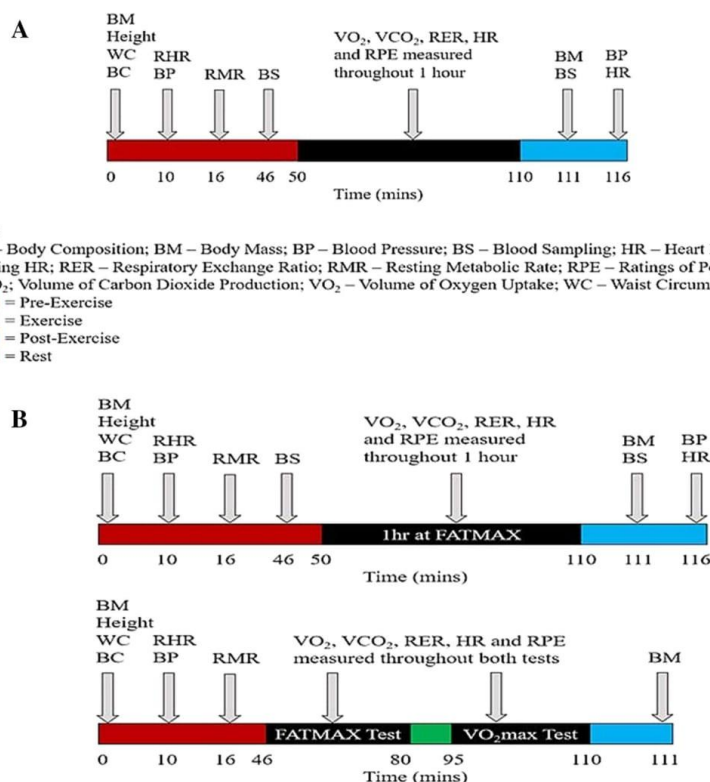 A
BM
Height
WC RHR
BC BP RMR BS
VO₂, VCO₂, RER, HR
and RPE measured
throughout 1 hour
BM BP
BS HR
0 10 16 46 50 110 111 116
Time (mins)
– Body Composition; BM – Body Mass; BP – Blood Pressure; BS – Blood Sampling; HR – Heart
HR; RER – Respiratory Exchange Ratio; RMR – Resting Metabolic Rate; RPE – Ratings of
Volume of Carbon Dioxide Production; VO₂ – Volume of Oxygen Uptake; WC – Waist
= Pre-Exercise
= Exercise
= Post-Exercise
= Rest
B
BM
Height
WC RHR
BC BP RMR BS
VO₂, VCO₂, RER, HR
and RPE measured
throughout 1 hour
BM BP
BS HR
1hr at FATMAX
0 10 16 46 50 110 111 116
Time (mins)
BM
Height
WC RHR
BC BP RMR
VO₂, VCO₂, RER, HR and RPE
measured throughout both tests
BM
FATMAX Test VO₂max Test
0 10 16 46 80 95 110 111
Time (mins)